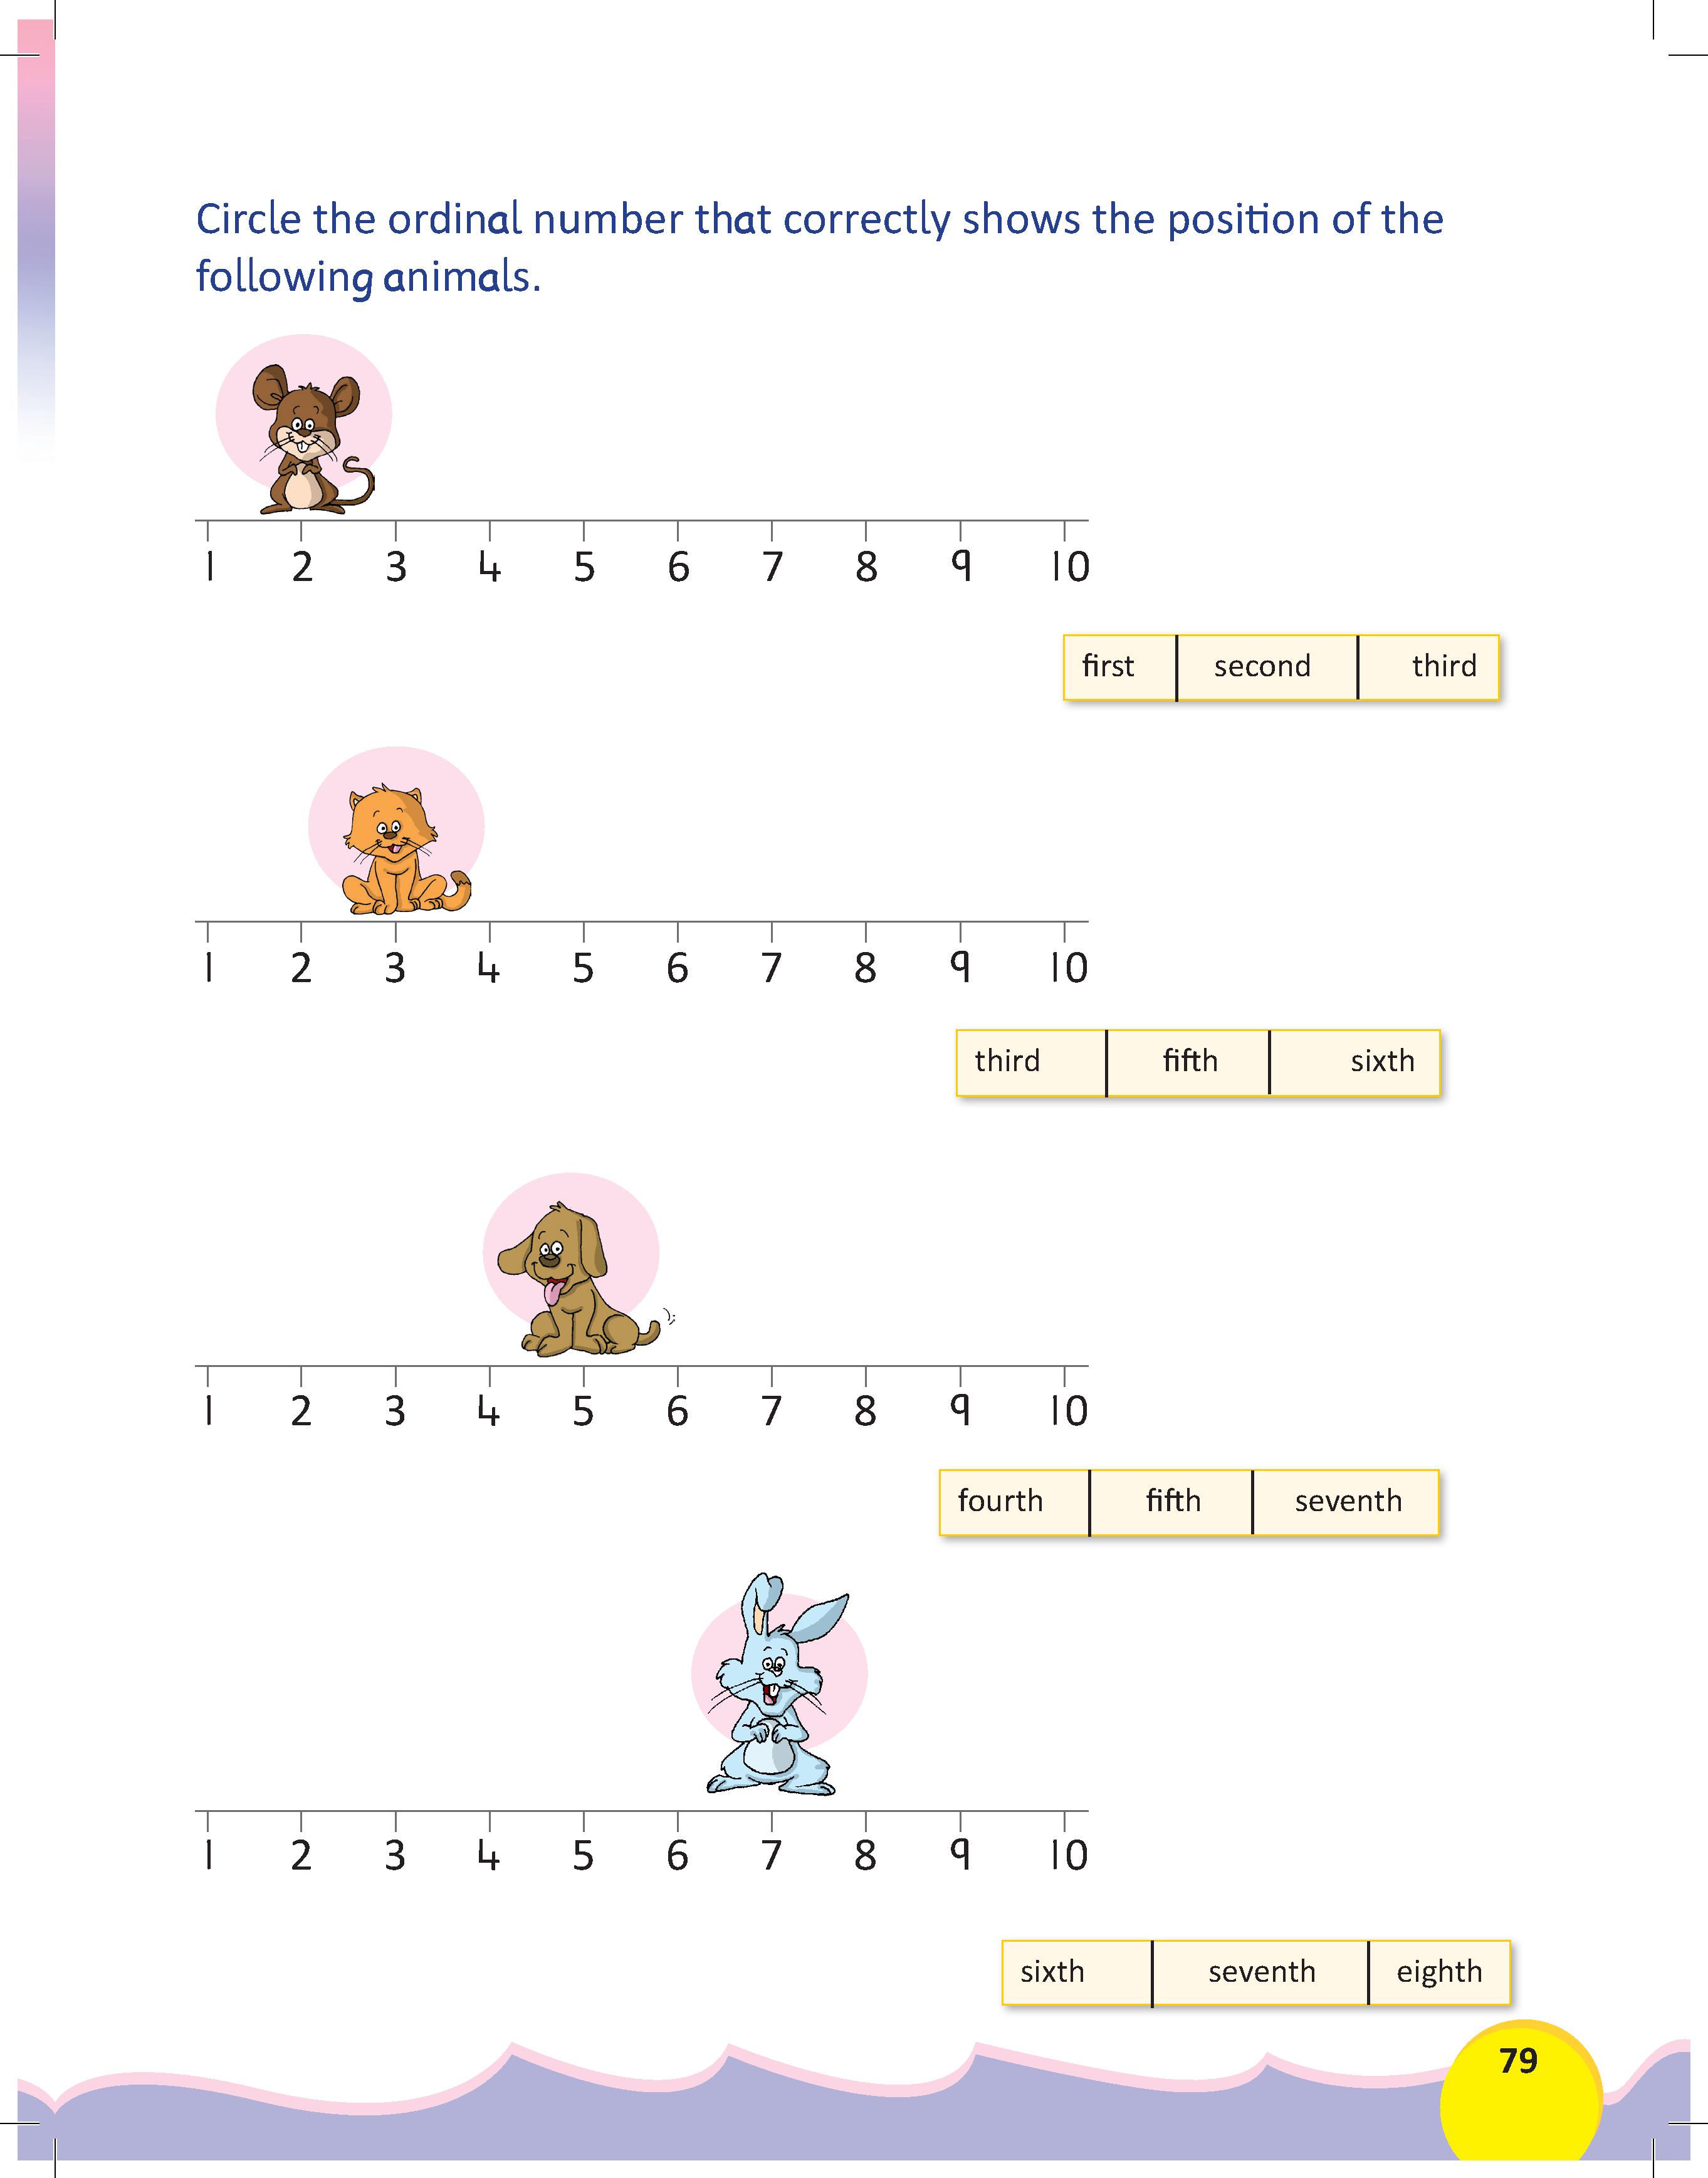 Circle the ordinal number that correctly shows the position of the
following animals.
1 2 3 4 5 6 7 8 9 10
first second third
1 2 3 4 5 6 7 8 9 10
third fifth sixth
1 2 3 4 5 6 7 8 9 10
fourth fifth seventh
1 2 3 4 5 6 7 8 9 10
sixth seventh eighth
79